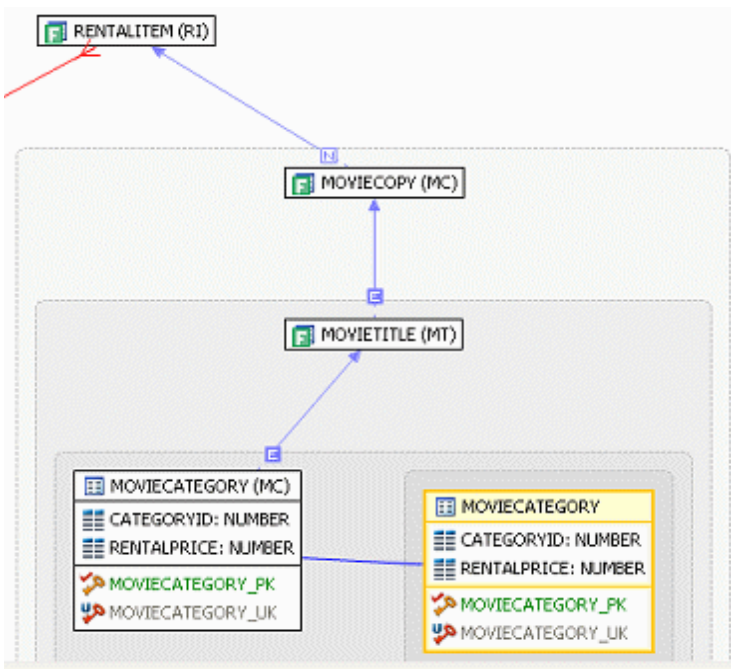 RENTALITEM (RI)
N
MOVIECOPY (MC)
E
MOVIETITLE (MT)
E
MOVIECATEGORY (MC)
CATEGORYID: NUMBER
RENTALPRICE: NUMBER
MOVIECATEGORY_PK
MOVIECATEGORY_UK
MOVIECATEGORY
CATEGORYID: NUMBER
RENTALPRICE: NUMBER
MOVIECATEGORY_PK
MOVIECATEGORY_UK